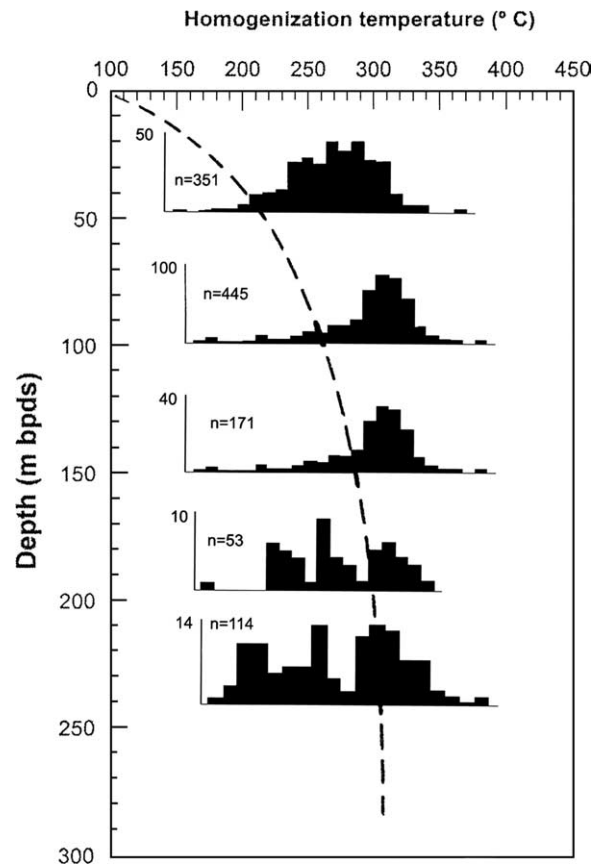 Homogenization temperature (º C)
100 150 200 250 300 350 400 450
0
50
n=351
50
100
n=445
100
40
n=171
150
10
n=53
200
14 n=114
250
300
Depth (m bpds)